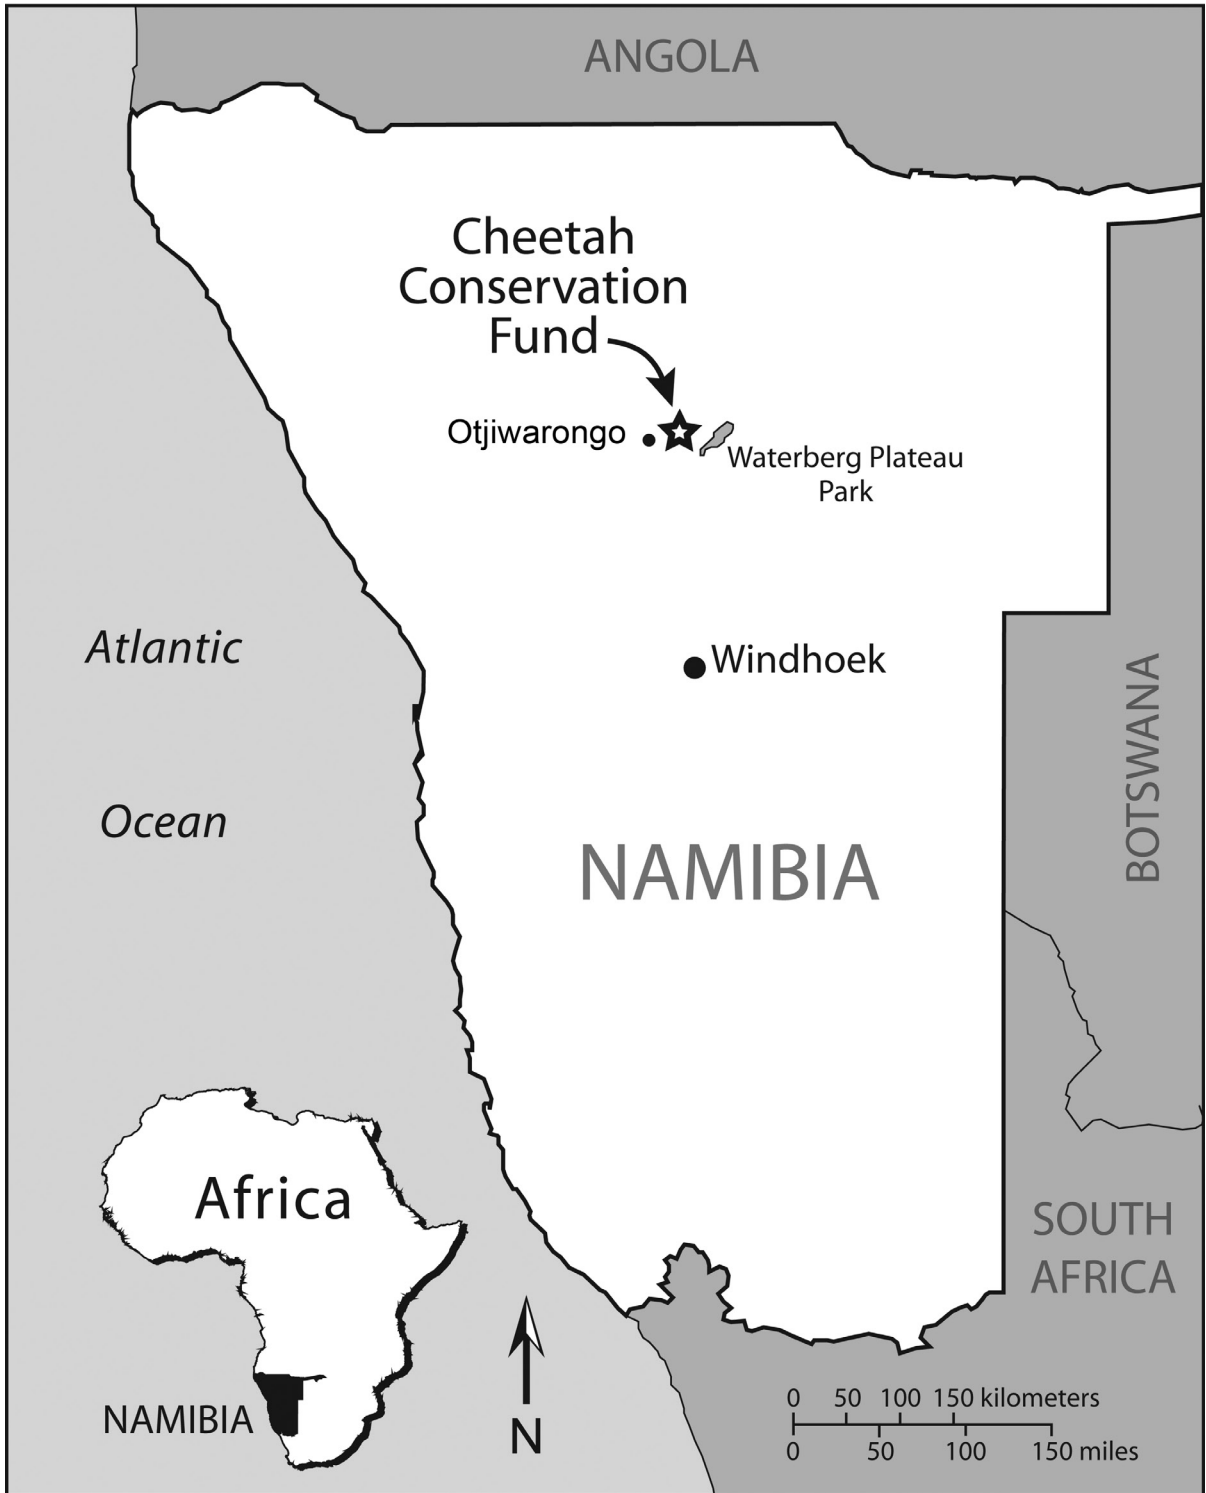 ANGOLA
Cheetah
Conservation
Fund
Otjiwarongo
Waterberg Plateau
Park
Atlantic
Windhoek
BOTSWANA
Ocean
NAMIBIA
Africa
SOUTH
AFRICA
NAMIBIA
N
0 50 100 150 kilometers
0 50 100 150 miles